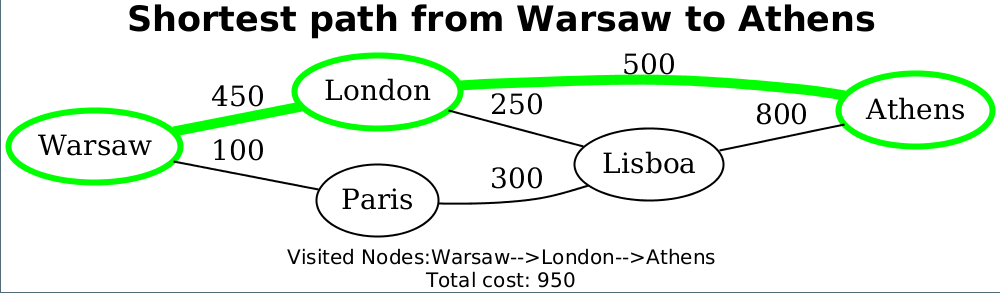 Shortest path from Warsaw to Athens
500
London
450
250
Athens
800
Warsaw
100
Lisboa
300
Paris
Visited Nodes:Warsaw-->London-->Athens
Total cost: 950